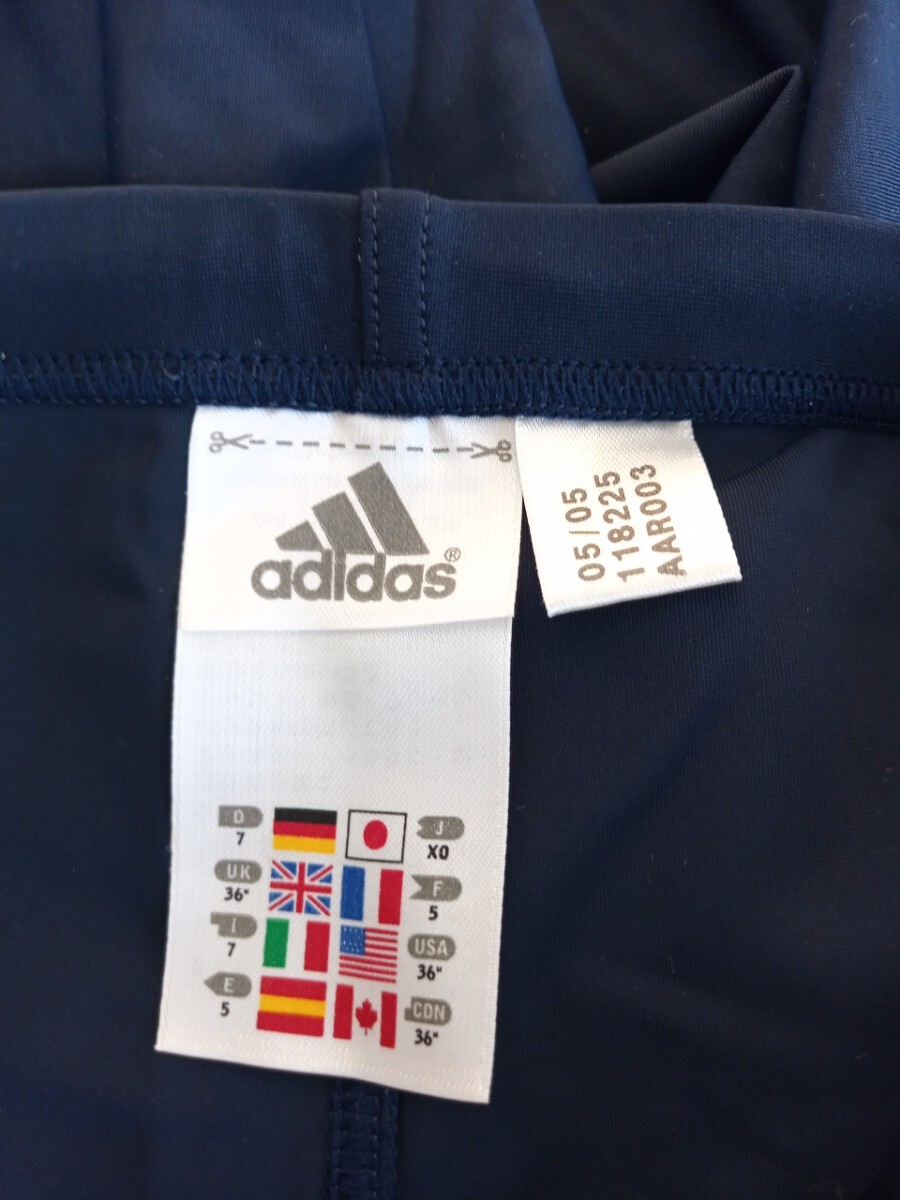 adidas®
05/05
118225
AAR003
D
7
J
XO
UK
36"
F
5
I
7
USA
36"
E
5
CDN
36"